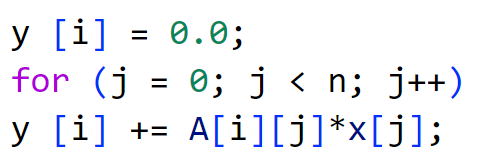 y [i] = 0.0;
for (j = 0; j < n; j++)
y [i] += A[i][j]*x[j];